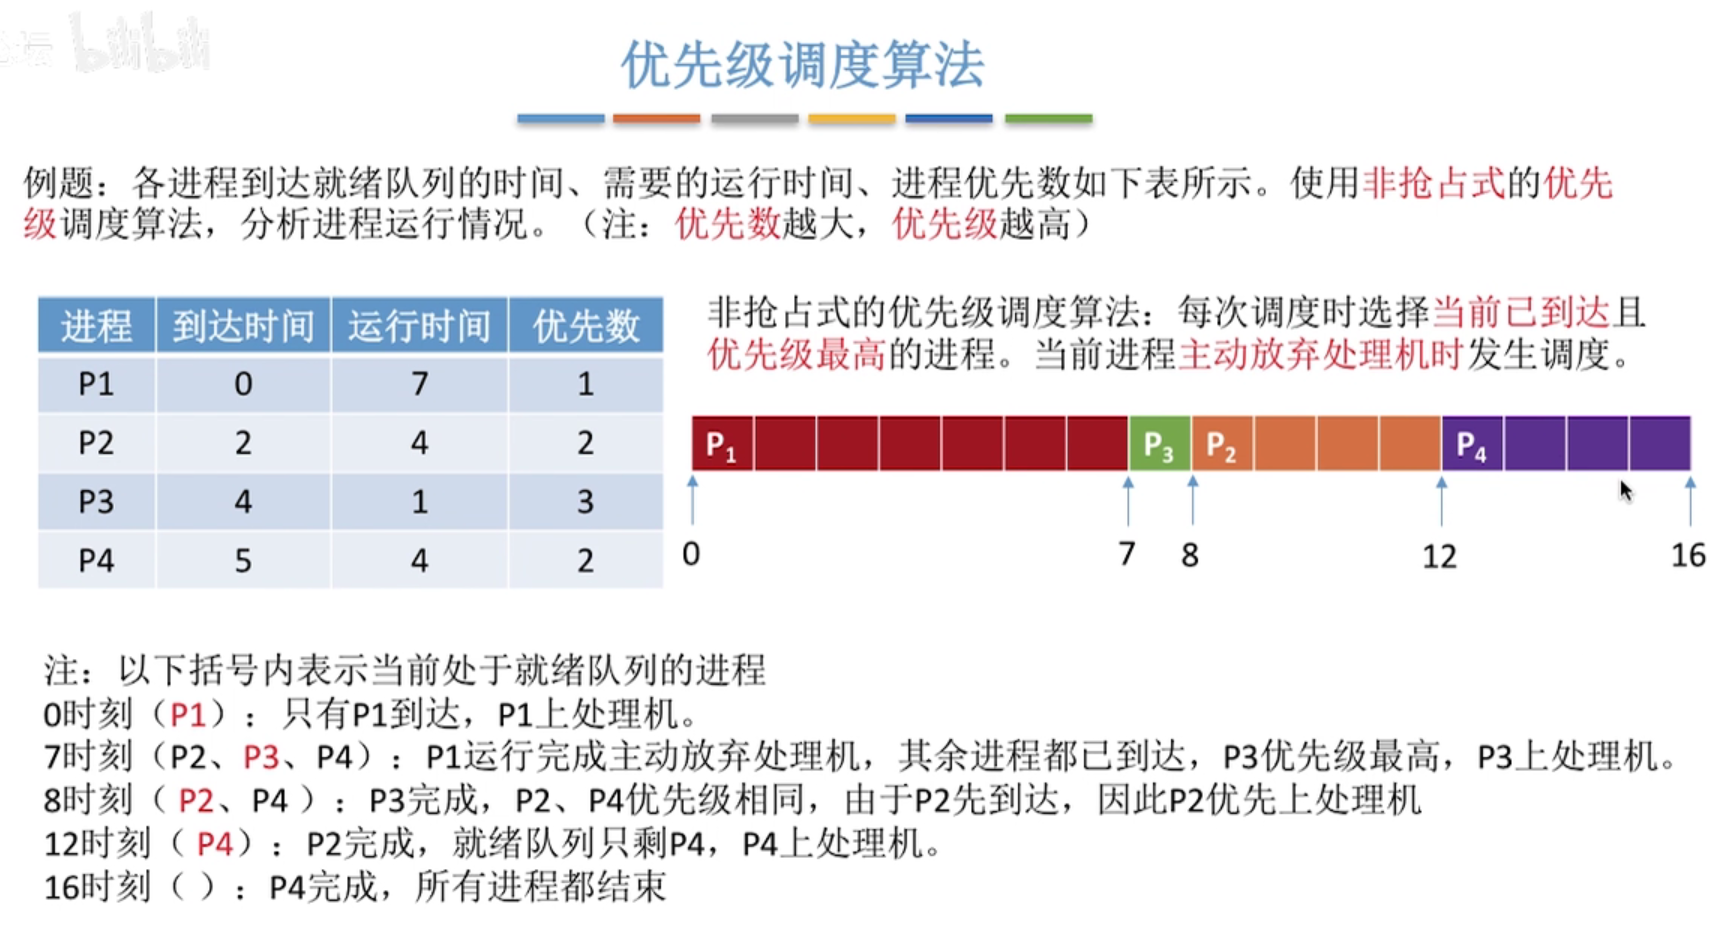 坛 bilibili
优先级调度算法
例题：各进程到达就绪队列的时间、需要的运行时间、进程优先数如下表所示。使用非抢占式的优先
级调度算法，分析进程运行情况。（注：优先数越大，优先级越高）
进程 到达时间 运行时间 优先数
P1 0 7 1
P2 2 4 2
P3 4 1 3
P4 5 4 2
非抢占式的优先级调度算法：每次调度时选择当前已到达且
优先级最高的进程。当前进程主动放弃处理机时发生调度。
P₁ P₃ P₂ P₄
0 7 8 12 16
注：以下括号内表示当前处于就绪队列的进程
0时刻（P1）：只有P1到达，P1上处理机。
7时刻（P2、P3、P4）：P1运行完成主动放弃处理机，其余进程都已到达，P3优先级最高，P3上处理机。
8时刻（ P2、P4 ）：P3完成，P2、P4优先级相同，由于P2先到达，因此P2优先上处理机
12时刻（ P4）：P2完成，就绪队列只剩P4，P4上处理机。
16时刻（ ）：P4完成，所有进程都结束